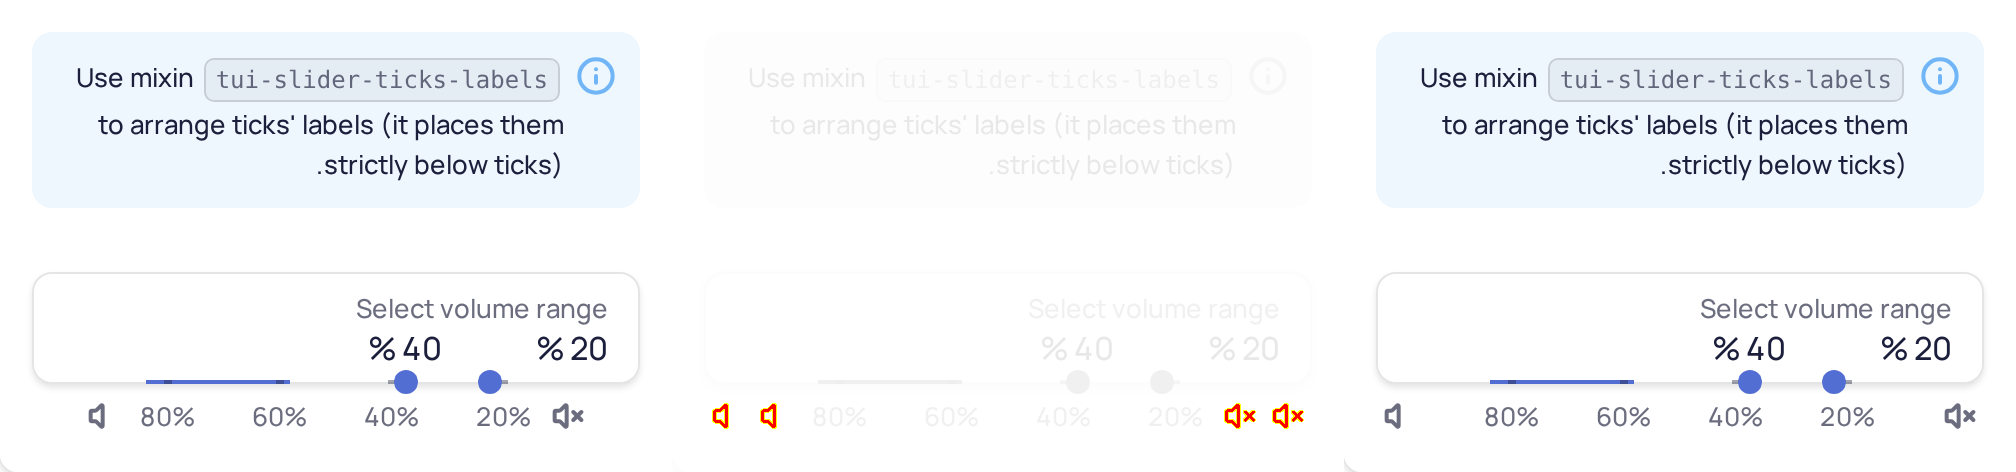 Use mixin tui-slider-ticks-labels
to arrange ticks' labels (it places them
.strictly below ticks)
Select volume range
% 40 % 20
80% 60% 40% 20%
Use mixin tui-slider-ticks-labels
to arrange ticks' labels (it places them
.strictly below ticks)
Select volume range
% 40 % 20
80% 60% 40% 20%
Use mixin tui-slider-ticks-labels
to arrange ticks' labels (it places them
.strictly below ticks)
Select volume range
% 40 % 20
80% 60% 40% 20%